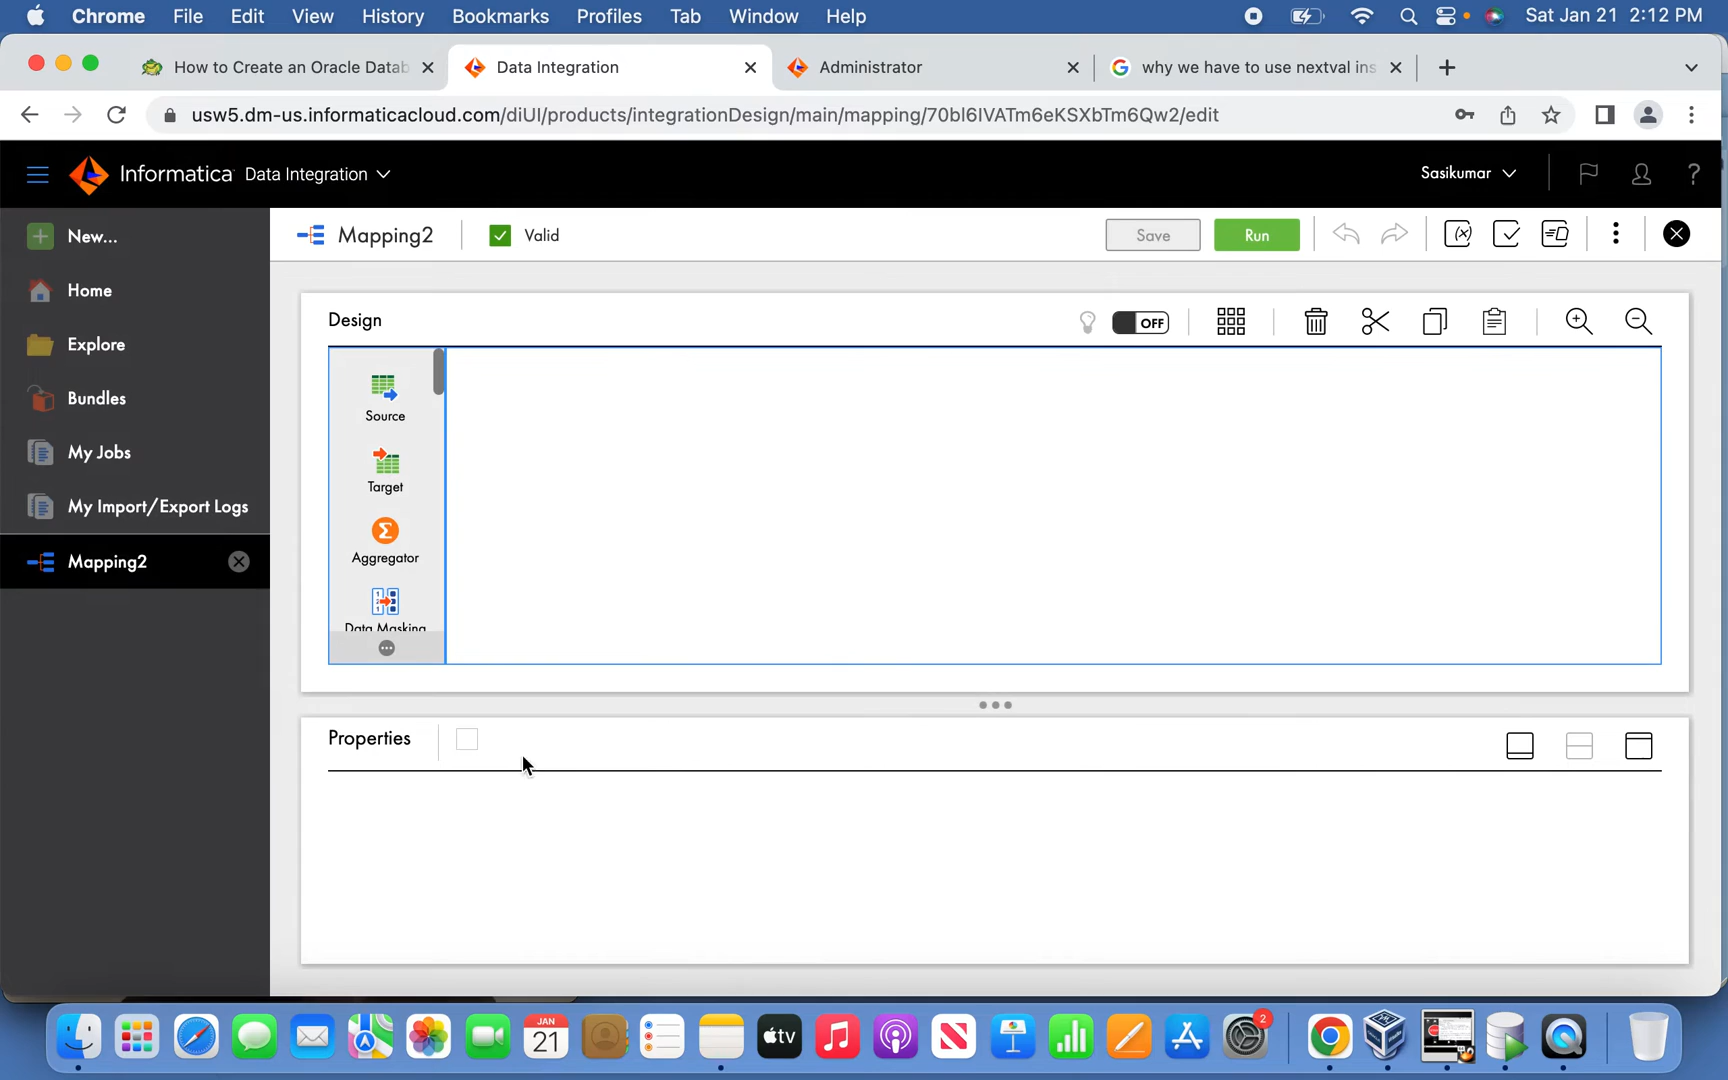 Chrome File Edit View History Bookmarks Profiles Tab Window Help Sat Jan 21 2:12 PM
How to Create an Oracle Datab Data Integration Administrator why we have to use nextval ins
usw5.dm-us.informaticacloud.com/diUI/products/integrationDesign/main/mapping/70bl6IVATm6eKSXbTm6Qw2/edit
Informatica Data Integration Sasikumar ?
New... Mapping2 Valid Save Run
Home
Explore
Bundles
My Jobs
My Import/Export Logs
Mapping2
Design OFF
Source
Target
Aggregator
Data Masking
Properties
JAN
21
tv
2